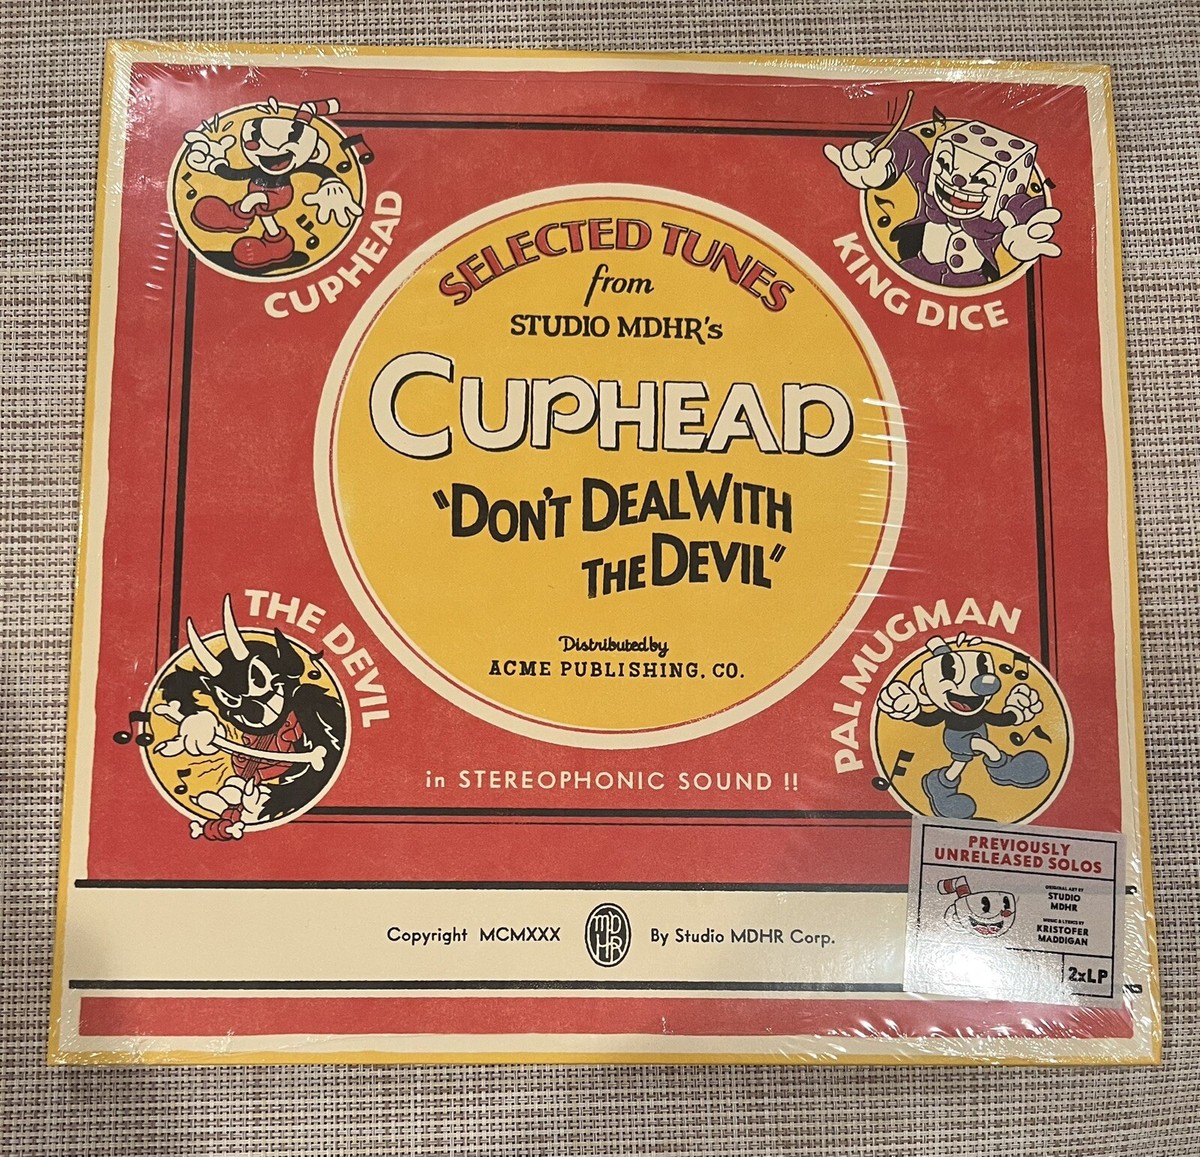 CUPHEAD
KING DICE
SELECTED TUNES
from
STUDIO MDHR's
CUPHEAD
"DON'T DEAL WITH
THE DEVIL"
Distributed by
ACME PUBLISHING, CO.
THE DEVIL
PAL MUGMAN
in STEREOPHONIC SOUND !!
PREVIOUSLY
UNRELEASED SOLOS
ORIGINAL ART BY
STUDIO
MDHR
MUSIC & LYRICS BY
KRISTOFER
MADDIGAN
2xLP
Copyright MCMXXX
MDHR
By Studio MDHR Corp.